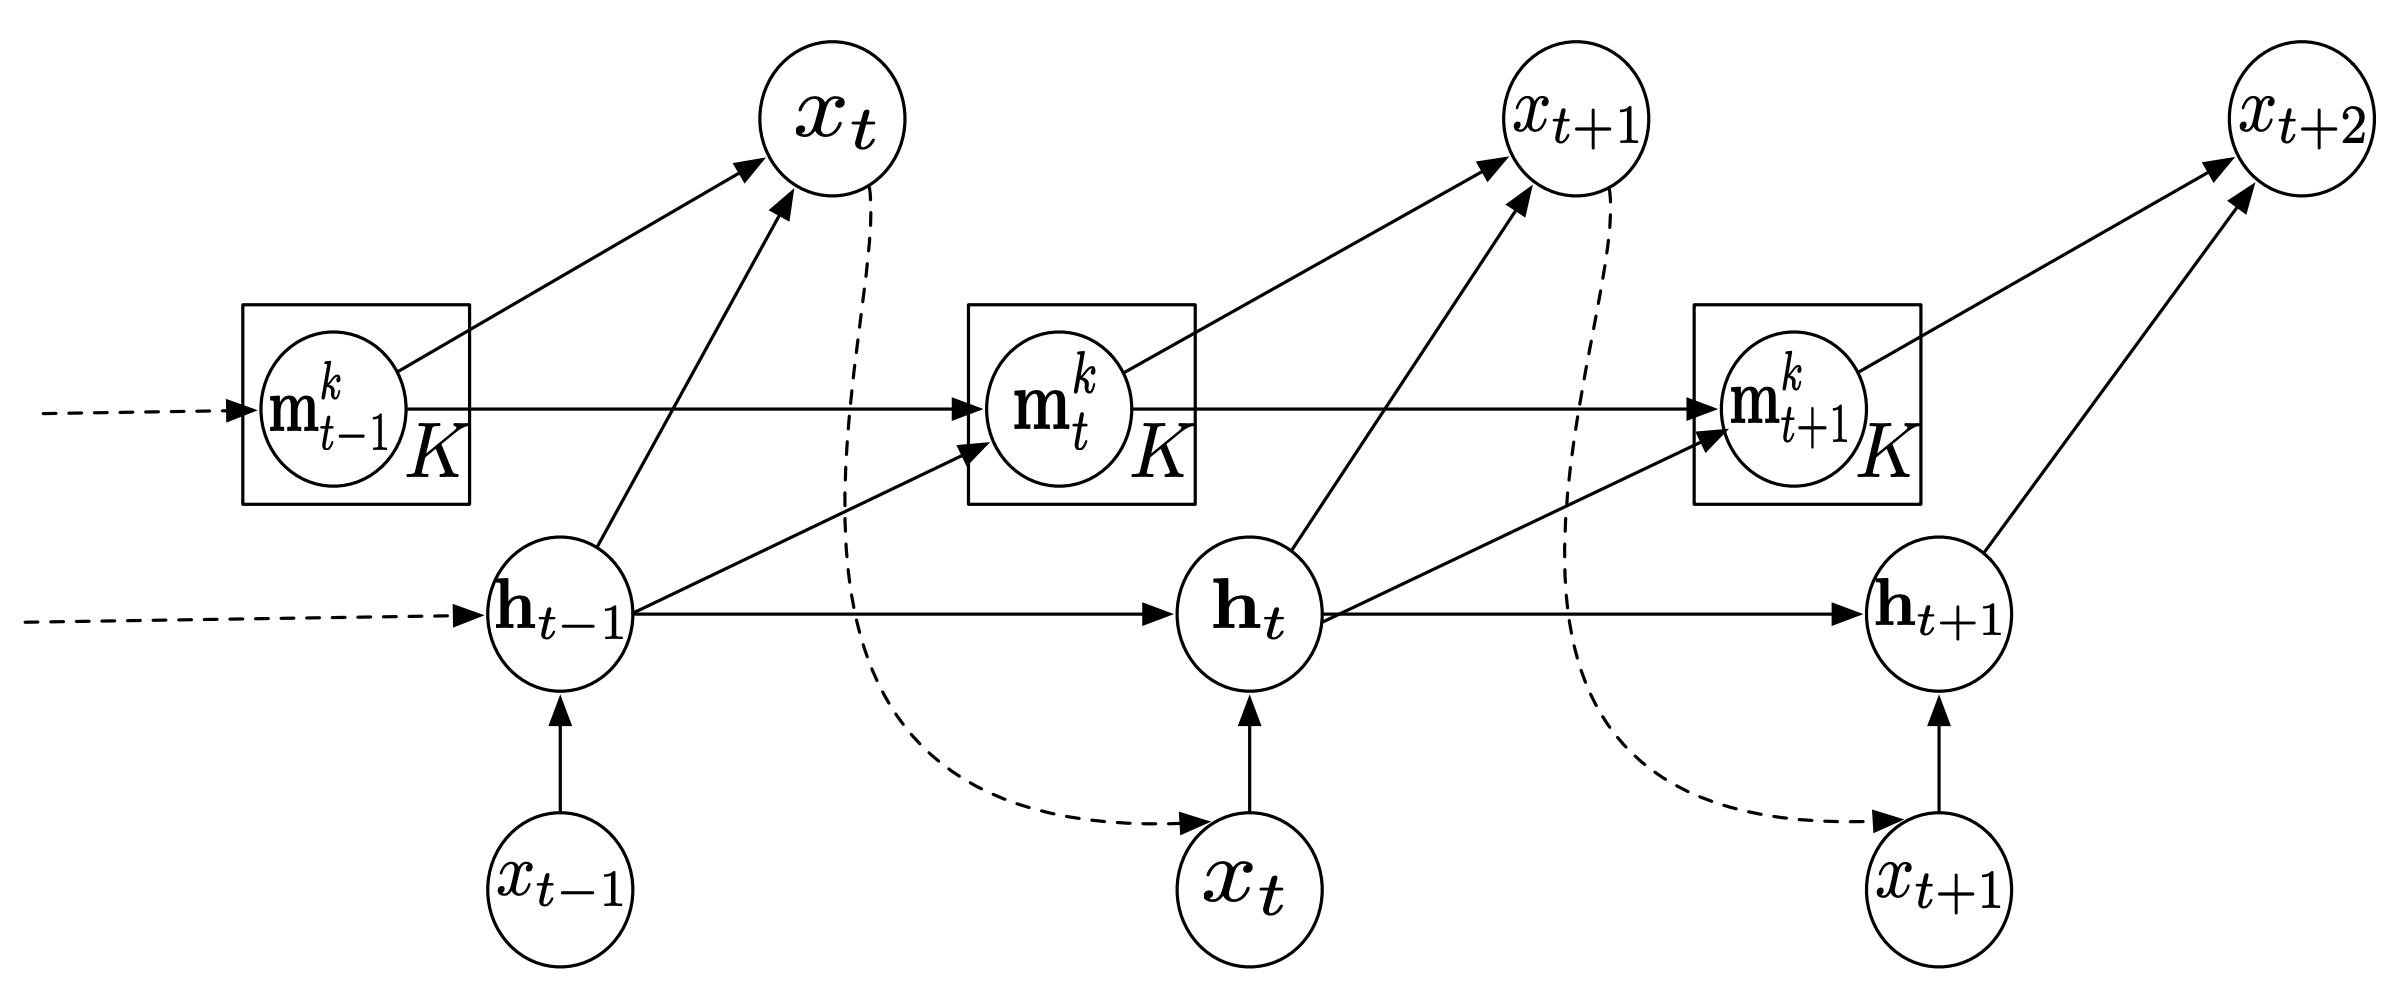 x_t
x_{t+1}
x_{t+2}
m^k_{t−1}
K
m^k_t
K
m^k_{t+1}
K
h_{t−1}
h_t
h_{t+1}
x_{t−1}
x_t
x_{t+1}